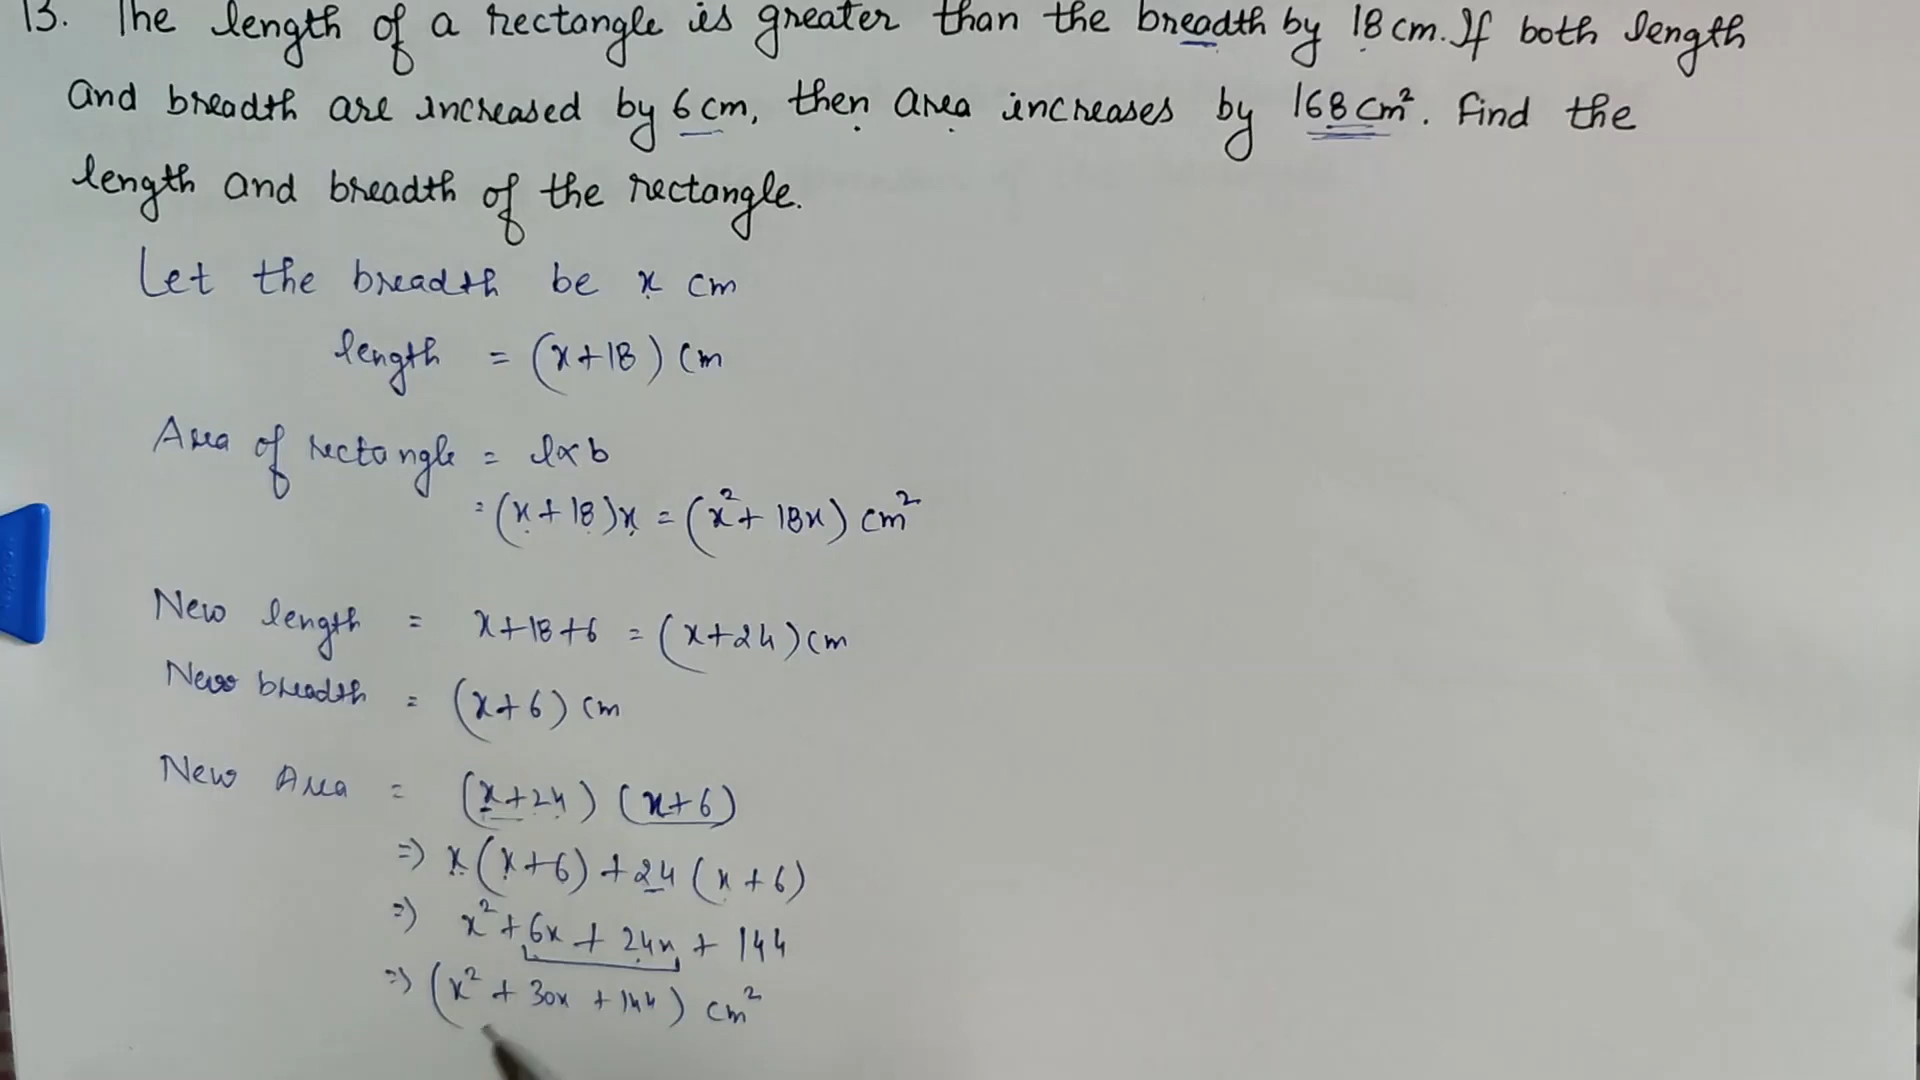 13. The length of a rectangle is greater than the breadth by 18 cm. If both length
and breadth are increased by 6 cm, then area increases by 168 cm². Find the
length and breadth of the rectangle.
Let the breadth be x cm
length = (x+18) cm
Area of rectangle = l×b
= (x+18)x = (x²+18x) cm²
New length = x+18+6 = (x+24) cm
New breadth = (x+6) cm
New Area = (x+24) (x+6)
⇒ x(x+6)+24(x+6)
⇒ x²+6x+24x+144
⇒ (x²+30x+144) cm²